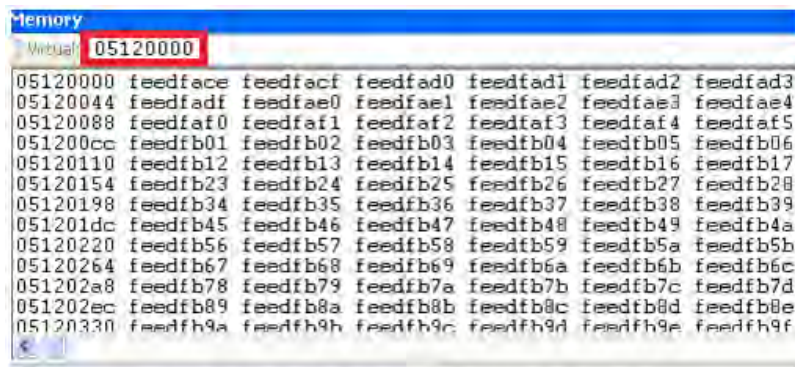 Memory
Virtual: 05120000
05120000 feedface feedfacf feedfad0 feedfad1 feedfad2 feedfad3
05120044 feedfadf feedfae0 feedfae1 feedfae2 feedfae3 feedfae4
05120088 feedfaf0 feedfaf1 feedfaf2 feedfaf3 feedfaf4 feedfaf5
051200cc feedfb01 feedfb02 feedfb03 feedfb04 feedfb05 feedfb06
05120110 feedfb12 feedfb13 feedfb14 feedfb15 feedfb16 feedfb17
05120154 feedfb23 feedfb24 feedfb25 feedfb26 feedfb27 feedfb28
05120198 feedfb34 feedfb35 feedfb36 feedfb37 feedfb38 feedfb39
051201dc feedfb45 feedfb46 feedfb47 feedfb48 feedfb49 feedfb4a
05120220 feedfb56 feedfb57 feedfb58 feedfb59 feedfb5a feedfb5b
05120264 feedfb67 feedfb68 feedfb69 feedfb6a feedfb6b feedfb6c
051202a8 feedfb78 feedfb79 feedfb7a feedfb7b feedfb7c feedfb7d
051202ec feedfb89 feedfb8a feedfb8b feedfb8c feedfb8d feedfb8e
05120330 feedfb9a feedfb9b feedfb9c feedfb9d feedfb9e feedfb9f